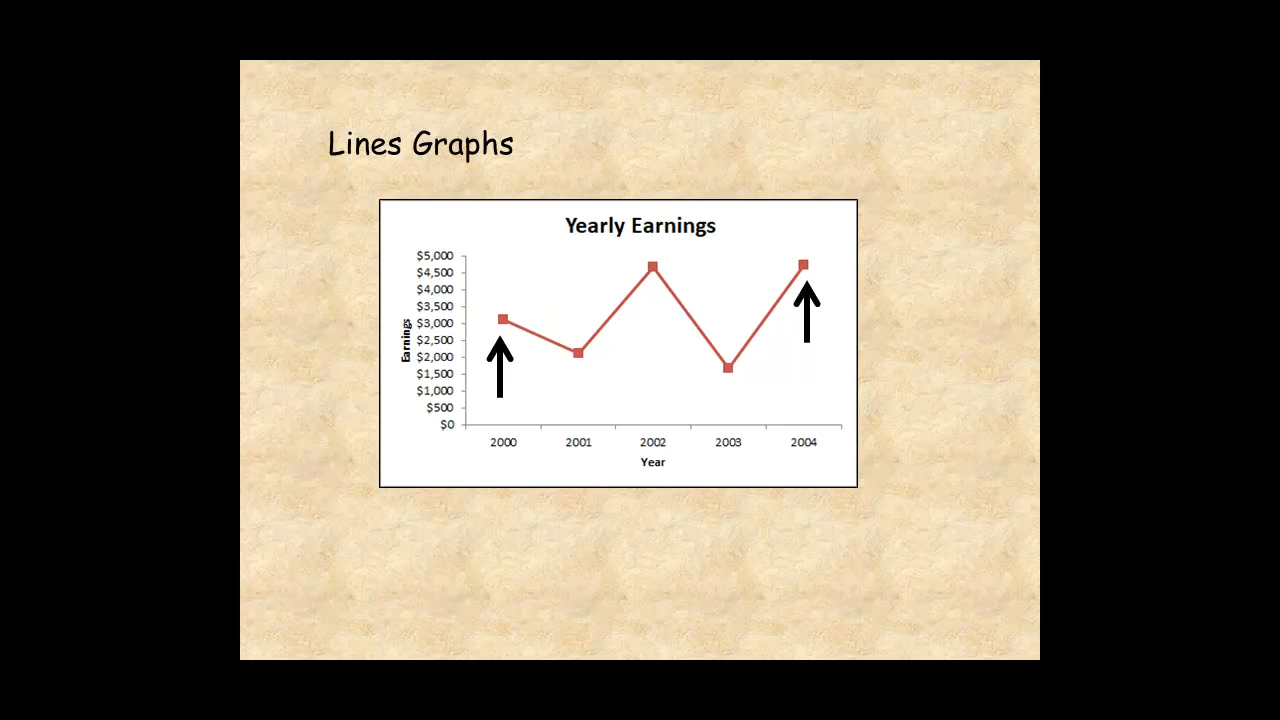 Lines Graphs
Yearly Earnings
$5,000
$4,500
$4,000
$3,500
$3,000
$2,500
$2,000
$1,500
$1,000
$500
$0
Earnings
2000 2001 2002 2003 2004
Year